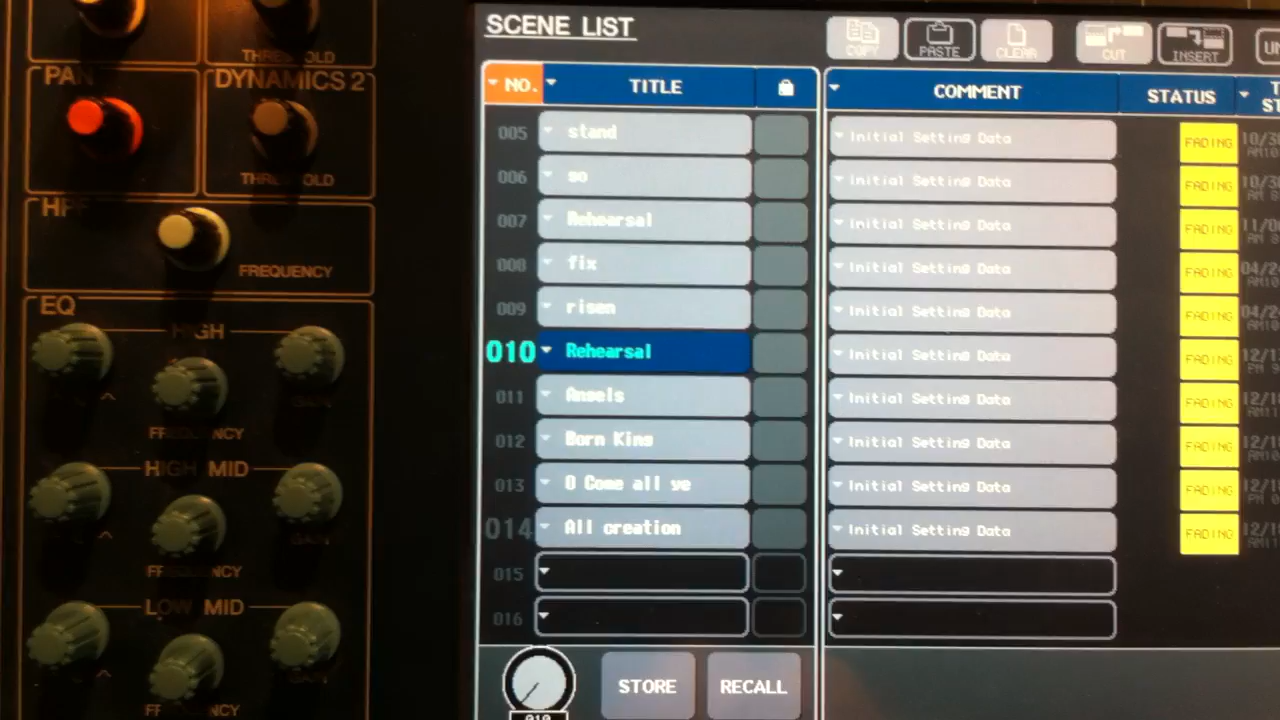 THRESHOLD
PAN
DYNAMICS 2
THRESHOLD
HPF
FREQUENCY
EQ
HIGH
FREQUENCY
GAIN
HIGH MID
FREQUENCY
GAIN
LOW MID
FREQUENCY
SCENE LIST
COPY PASTE CLEAR CUT INSERT
NO. TITLE COMMENT STATUS
005 stand Initial Setting Data FADING
006 so Initial Setting Data FADING
007 Rehearsal Initial Setting Data FADING
008 fix Initial Setting Data FADING
009 risen Initial Setting Data FADING
010 Rehearsal Initial Setting Data FADING
011 Angels Initial Setting Data FADING
012 Born King Initial Setting Data FADING
013 O Come all ye Initial Setting Data FADING
014 All creation Initial Setting Data FADING
015
016
010
STORE RECALL